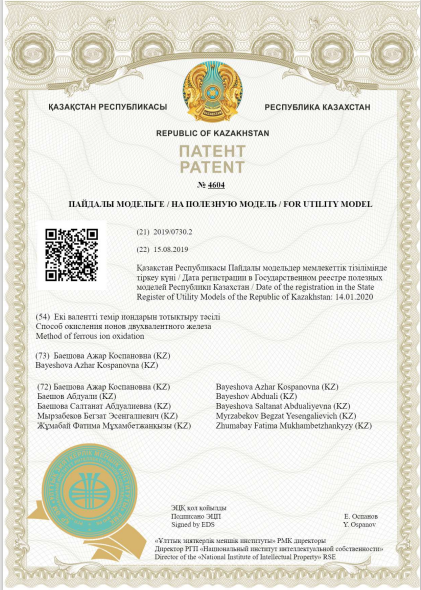 ҚАЗАҚСТАН РЕСПУБЛИКАСЫ
РЕСПУБЛИКА КАЗАХСТАН
REPUBLIC OF KAZAKHSTAN
ПАТЕНТ
PATENT
№ 4604
ПАЙДАЛЫ МОДЕЛЬГЕ / НА ПОЛЕЗНУЮ МОДЕЛЬ / FOR UTILITY MODEL
(21) 2019/0730.2
(22) 15.08.2019
Қазақстан Республикасы Пайдалы модельдер мемлекеттік тізілімінде
тіркеу күні / Дата регистрации в Государственном реестре полезных
моделей Республики Казахстан / Date of the registration in the State
Register of Utility Models of the Republic of Kazakhstan: 14.01.2020
(54) Екі валентті темір иондарын тотықтыру тәсілі
Способ окисления ионов двухвалентного железа
Method of ferrous ion oxidation
(73) Баешова Ажар Коспановна (KZ)
Bayeshova Azhar Kospanovna (KZ)
(72) Баешова Ажар Коспановна (KZ)
Баешов Абдуали (KZ)
Баешова Салтанат Абдуалиевна (KZ)
Мырзабеков Бегзат Эсенгалиевич (KZ)
Жұмабай Фатима Мұхамбетжанқызы (KZ)
Bayeshova Azhar Kospanovna (KZ)
Bayeshov Abduali (KZ)
Bayeshova Saltanat Abdualiyevna (KZ)
Myrzabekov Begzat Yesengalievich (KZ)
Zhumabay Fatima Mukhambetzhankyzy (KZ)
ЭЦҚ қол қойылды
Подписано ЭЦП
Signed by EDS
Е. Оспанов
Y. Ospanov
«Ұлттық зияткерлік меншік институты» РМК директоры
Директор РГП «Национальный институт интеллектуальной собственности»
Director of the «National Institute of Intellectual Property» RSE